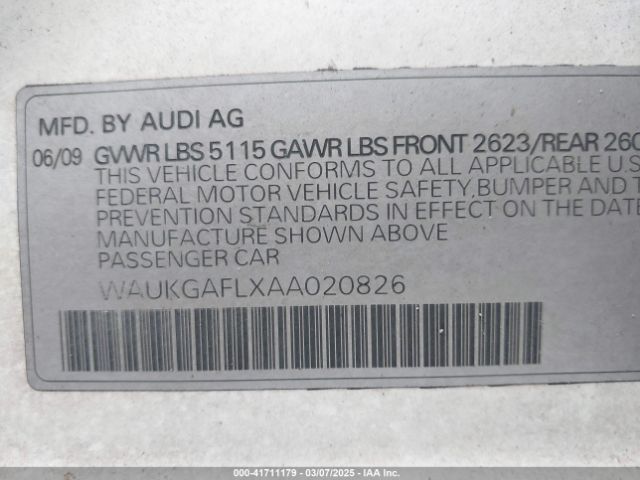 MFD. BY AUDI AG
06/09 GVWR LBS 5115 GAWR LBS FRONT 2623/REAR 260
THIS VEHICLE CONFORMS TO ALL APPLICABLE U.S
FEDERAL MOTOR VEHICLE SAFETY,BUMPER AND T
PREVENTION STANDARDS IN EFFECT ON THE DATE
MANUFACTURE SHOWN ABOVE
PASSENGER CAR
WAUKGAFLXAA020826
000-41711179 | 03/07/2025 - IAA Inc.